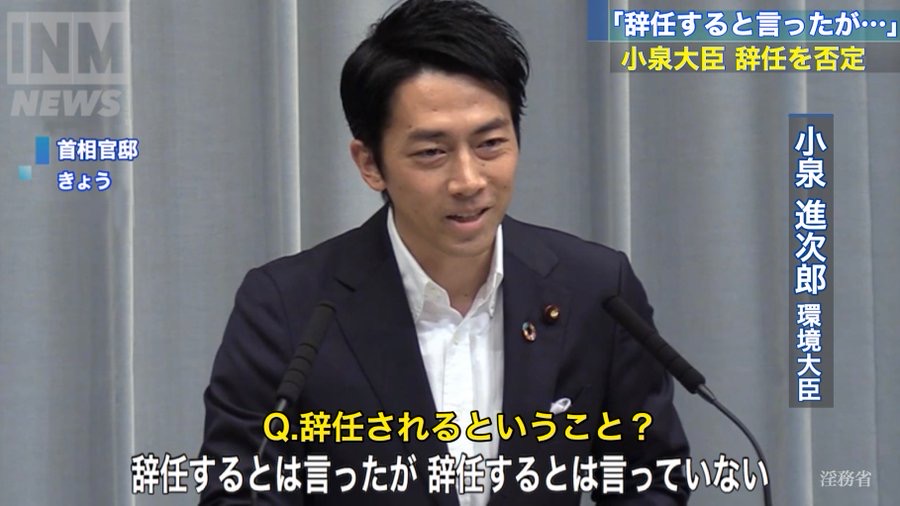 INM
NEWS
「辞任すると言ったが…」
小泉大臣 辞任を否定
首相官邸
きょう
小泉 進次郎 環境大臣
Q.辞任されるということ？
辞任するとは言ったが 辞任するとは言っていない
淫務省